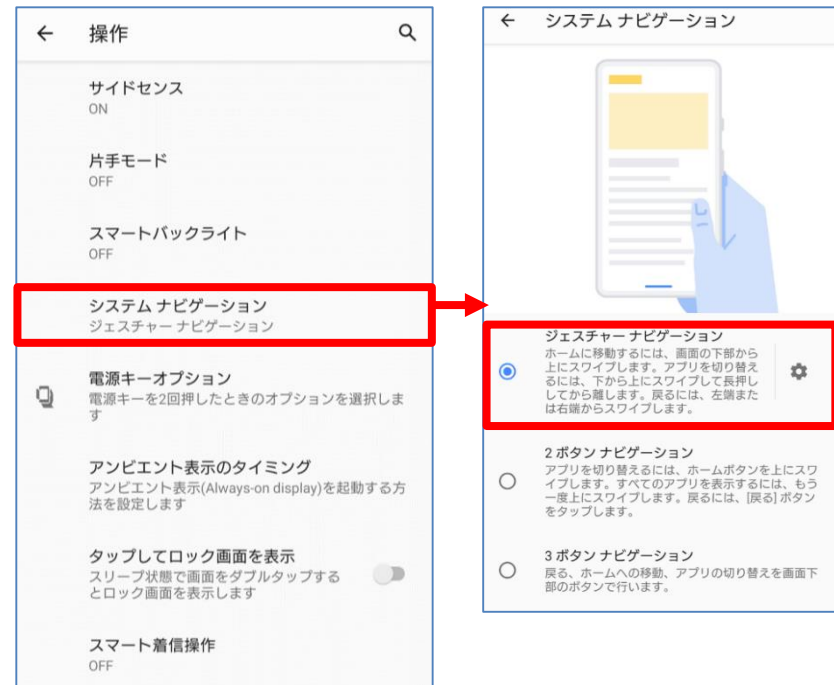 操作
サイドセンス
ON
片手モード
OFF
スマートバックライト
OFF
システム ナビゲーション
ジェスチャー ナビゲーション
電源キーオプション
電源キーを2回押したときのオプションを選択しま
す
アンビエント表示のタイミング
アンビエント表示(Always-on display)を起動する方
法を設定します
タップしてロック画面を表示
スリープ状態で画面をダブルタップする
とロック画面を表示します
スマート着信操作
OFF
システム ナビゲーション
ジェスチャー ナビゲーション
ホームに移動するには、画面の下部から
上にスワイプします。アプリを切り替え
るには、下から上にスワイプして長押し
してから離します。戻るには、左端また
は右端からスワイプします。
2 ボタン ナビゲーション
アプリを切り替えるには、ホームボタンを上にスワ
イプします。すべてのアプリを表示するには、もう
一度上にスワイプします。戻るには、[戻る] ボタン
をタップします。
3 ボタン ナビゲーション
戻る、ホームへの移動、アプリの切り替えを画面下
部のボタンで行います。